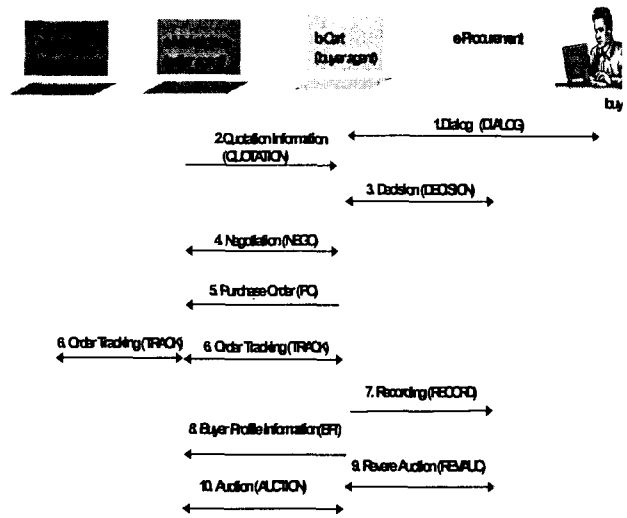 b-Cart
(buyer agent)
e-Procurement
buy
1.Dialog (DIALOG)
2.Quotation Information
(QUOTATION)
3. Decision (DECISION)
4. Negotiation (NEGO)
5. Purchase Order (PO)
6. Order Tracking (TRACK)
6. Order Tracking (TRACK)
7. Recording (RECORD)
8. Buyer Profile Information (BPI)
9. Revere Auction (REVAUC)
10. Auction (AUCTION)